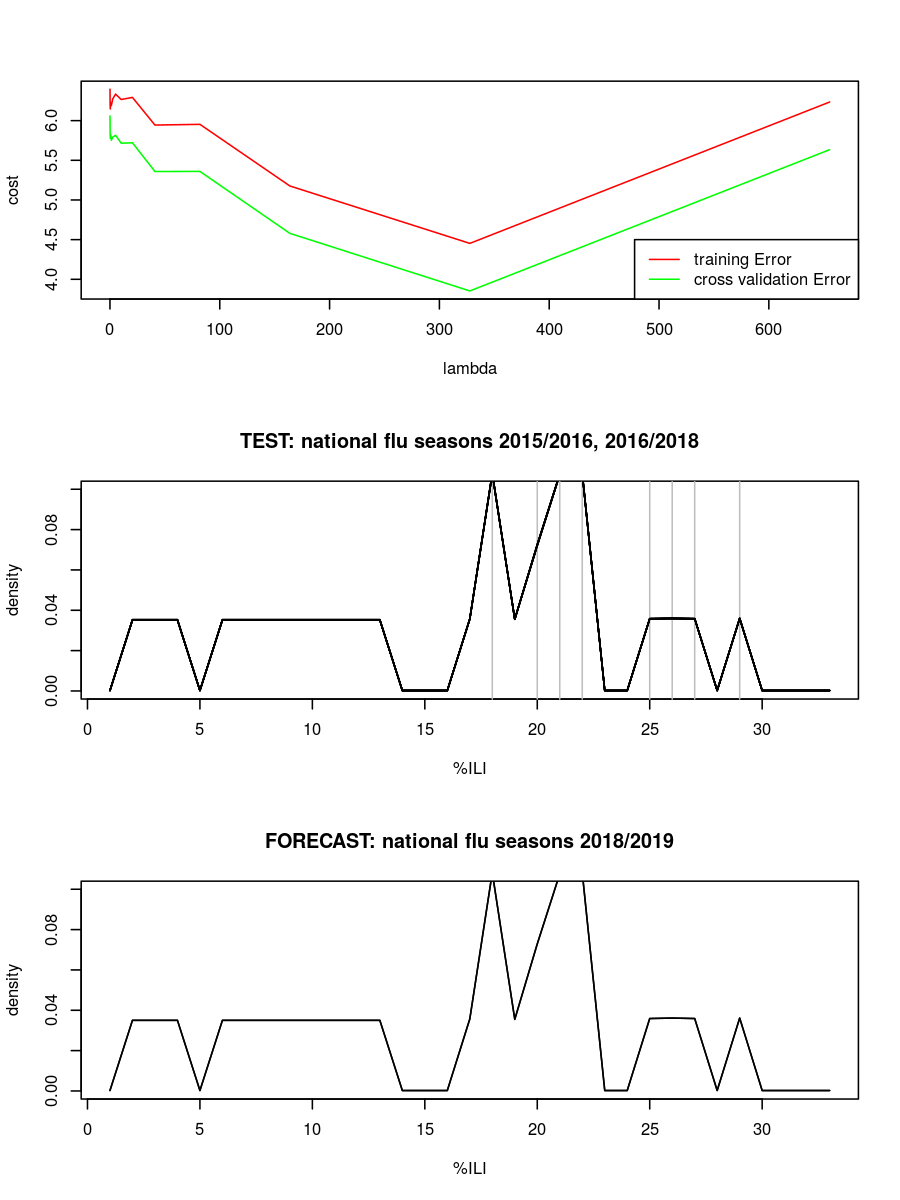 cost
6.0
5.5
5.0
4.5
4.0
training Error
cross validation Error
0 100 200 300 400 500 600
lambda
TEST: national flu seasons 2015/2016, 2016/2018
density
0.08
0.04
0.00
0 5 10 15 20 25 30
%ILI
FORECAST: national flu seasons 2018/2019
density
0.08
0.04
0.00
0 5 10 15 20 25 30
%ILI